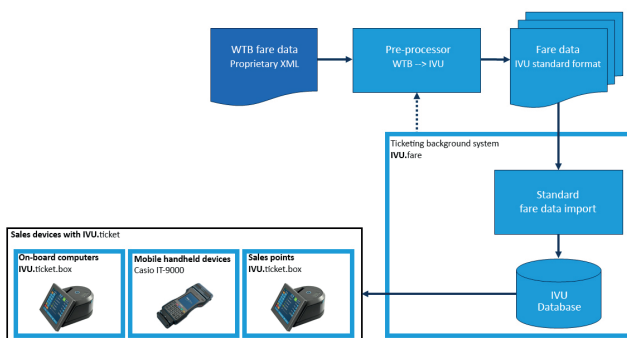 WTB fare data
Proprietary XML
Pre-processor
WTB --> IVU
Fare data
IVU standard format
Ticketing background system
IVU.fare
Standard
fare data import
Sales devices with IVU.ticket
On-board computers
IVU.ticket.box
Mobile handheld devices
Casio IT-9000
Sales points
IVU.ticket.box
IVU
Database